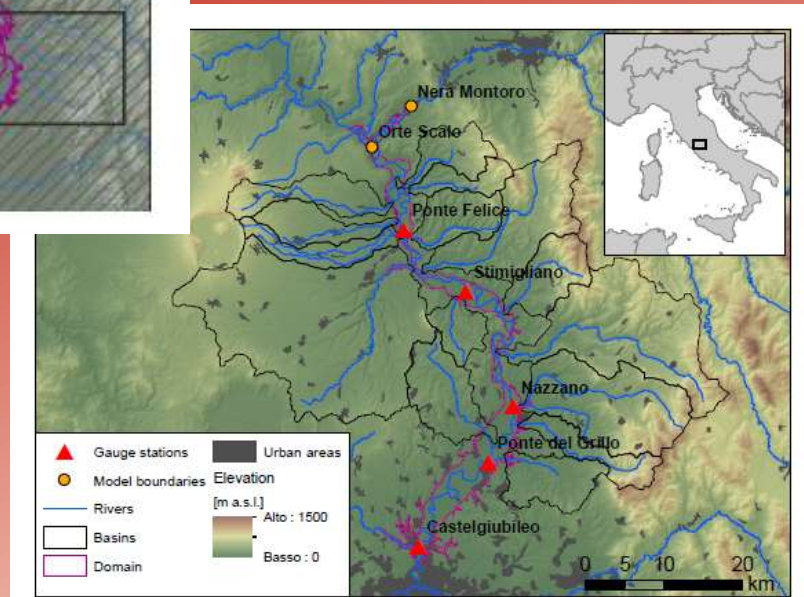 Nera Montoro
Orte Scalo
Ponte Felice
Stimigliano
Nazzano
Ponte del Grillo
Castelgiubileo
Gauge stations
Urban areas
Model boundaries
Elevation
Rivers
[m a.s.l.]
Alto : 1500
Basins
Domain
Basso : 0
0 5 10 20
km